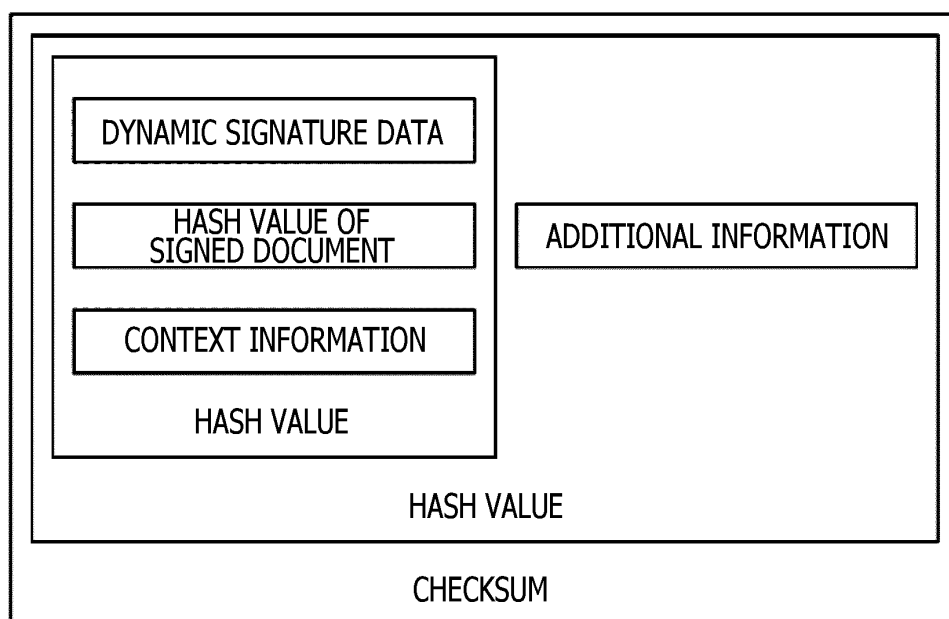 DYNAMIC SIGNATURE DATA
HASH VALUE OF
SIGNED DOCUMENT
ADDITIONAL INFORMATION
CONTEXT INFORMATION
HASH VALUE
HASH VALUE
CHECKSUM